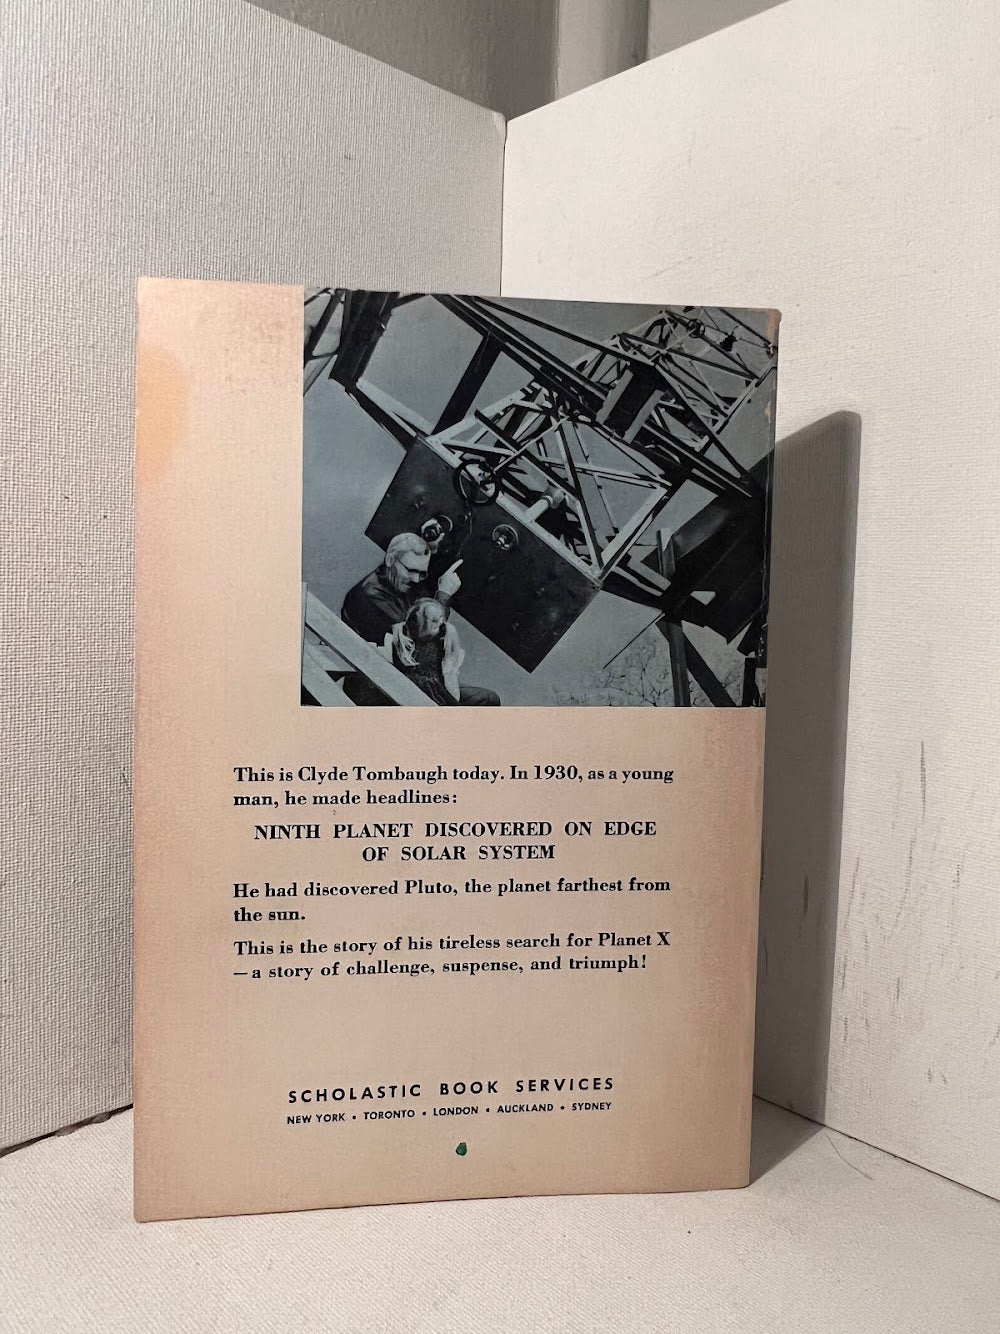 This is Clyde Tombaugh today. In 1930, as a young
man, he made headlines:
NINTH PLANET DISCOVERED ON EDGE
OF SOLAR SYSTEM
He had discovered Pluto, the planet farthest from
the sun.
This is the story of his tireless search for Planet X
—a story of challenge, suspense, and triumph!
SCHOLASTIC BOOK SERVICES
NEW YORK • TORONTO • LONDON • AUCKLAND • SYDNEY